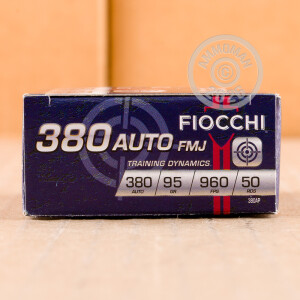 FIOCCHI
380 AUTO FMJ
TRAINING DYNAMICS
380 95 960 50
AUTO GR FPS RDS
380AP